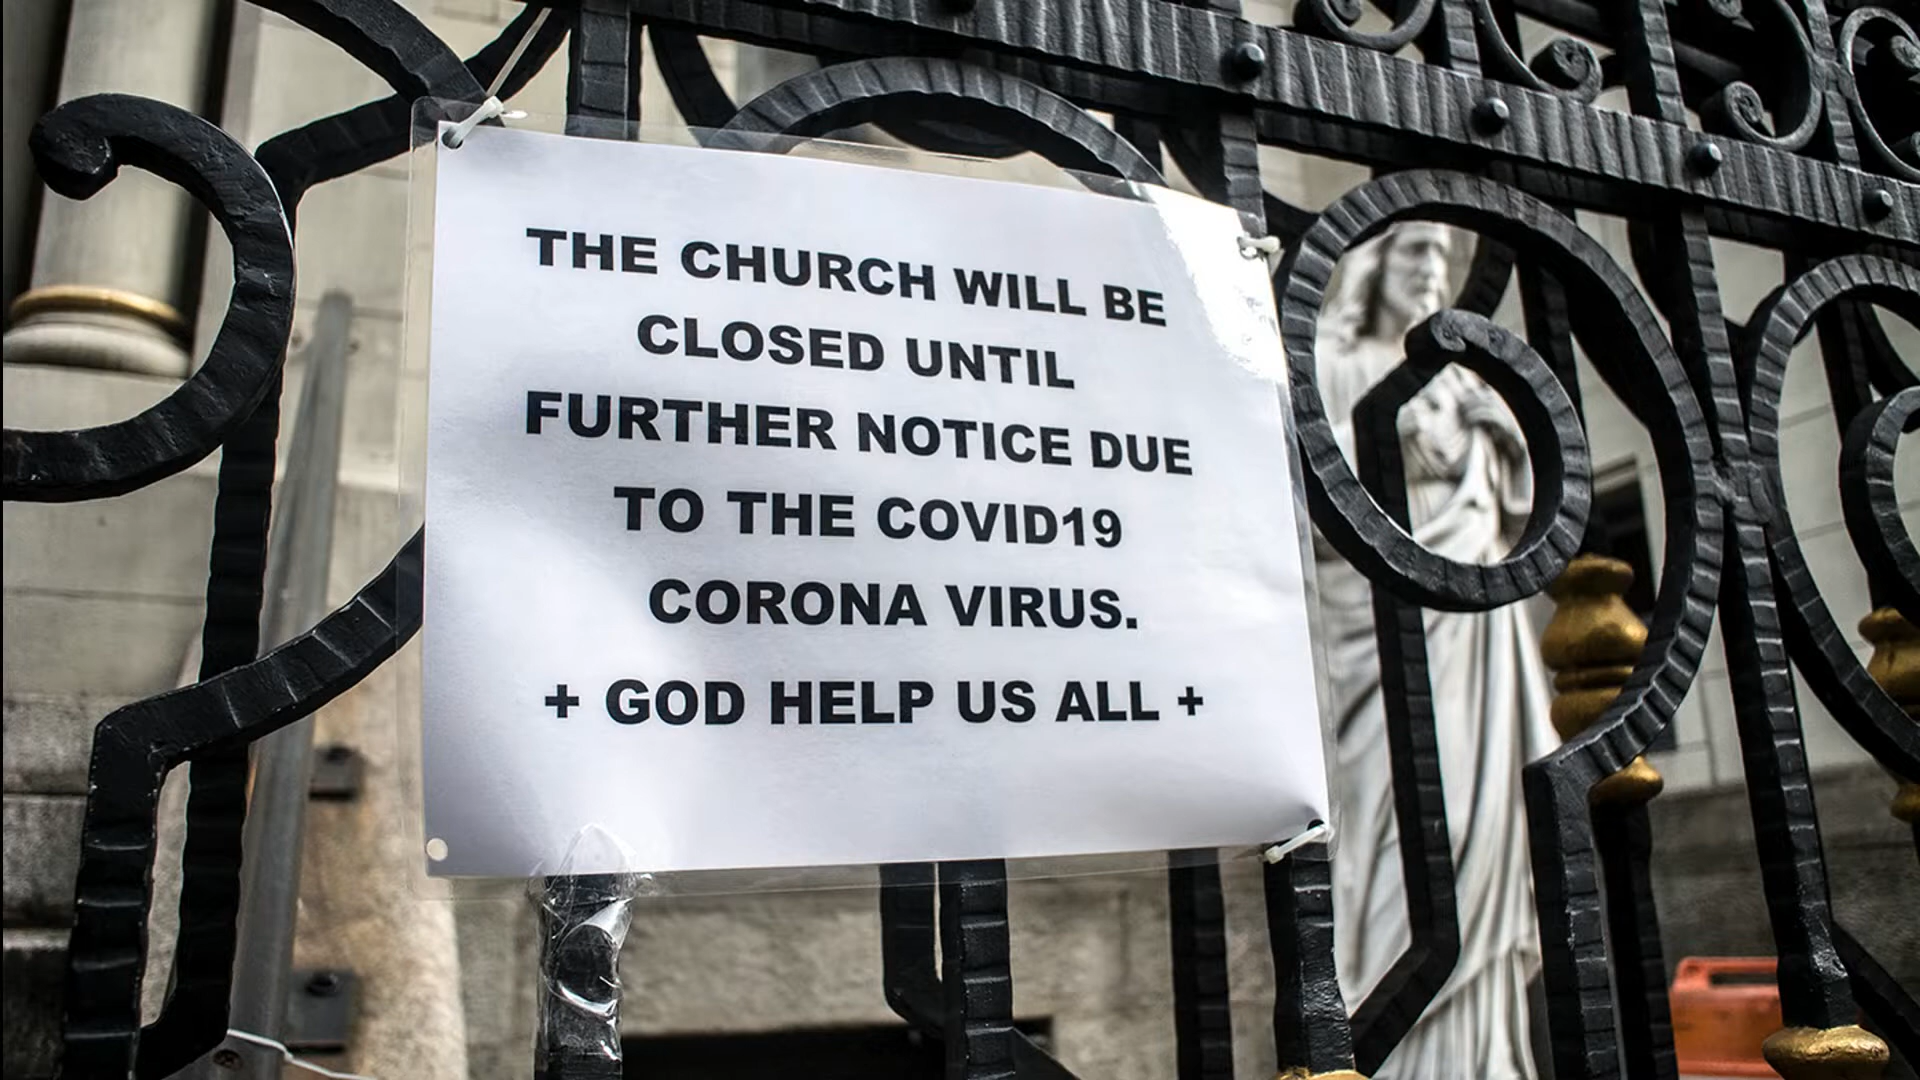 THE CHURCH WILL BE
CLOSED UNTIL
FURTHER NOTICE DUE
TO THE COVID19
CORONA VIRUS.
+ GOD HELP US ALL +